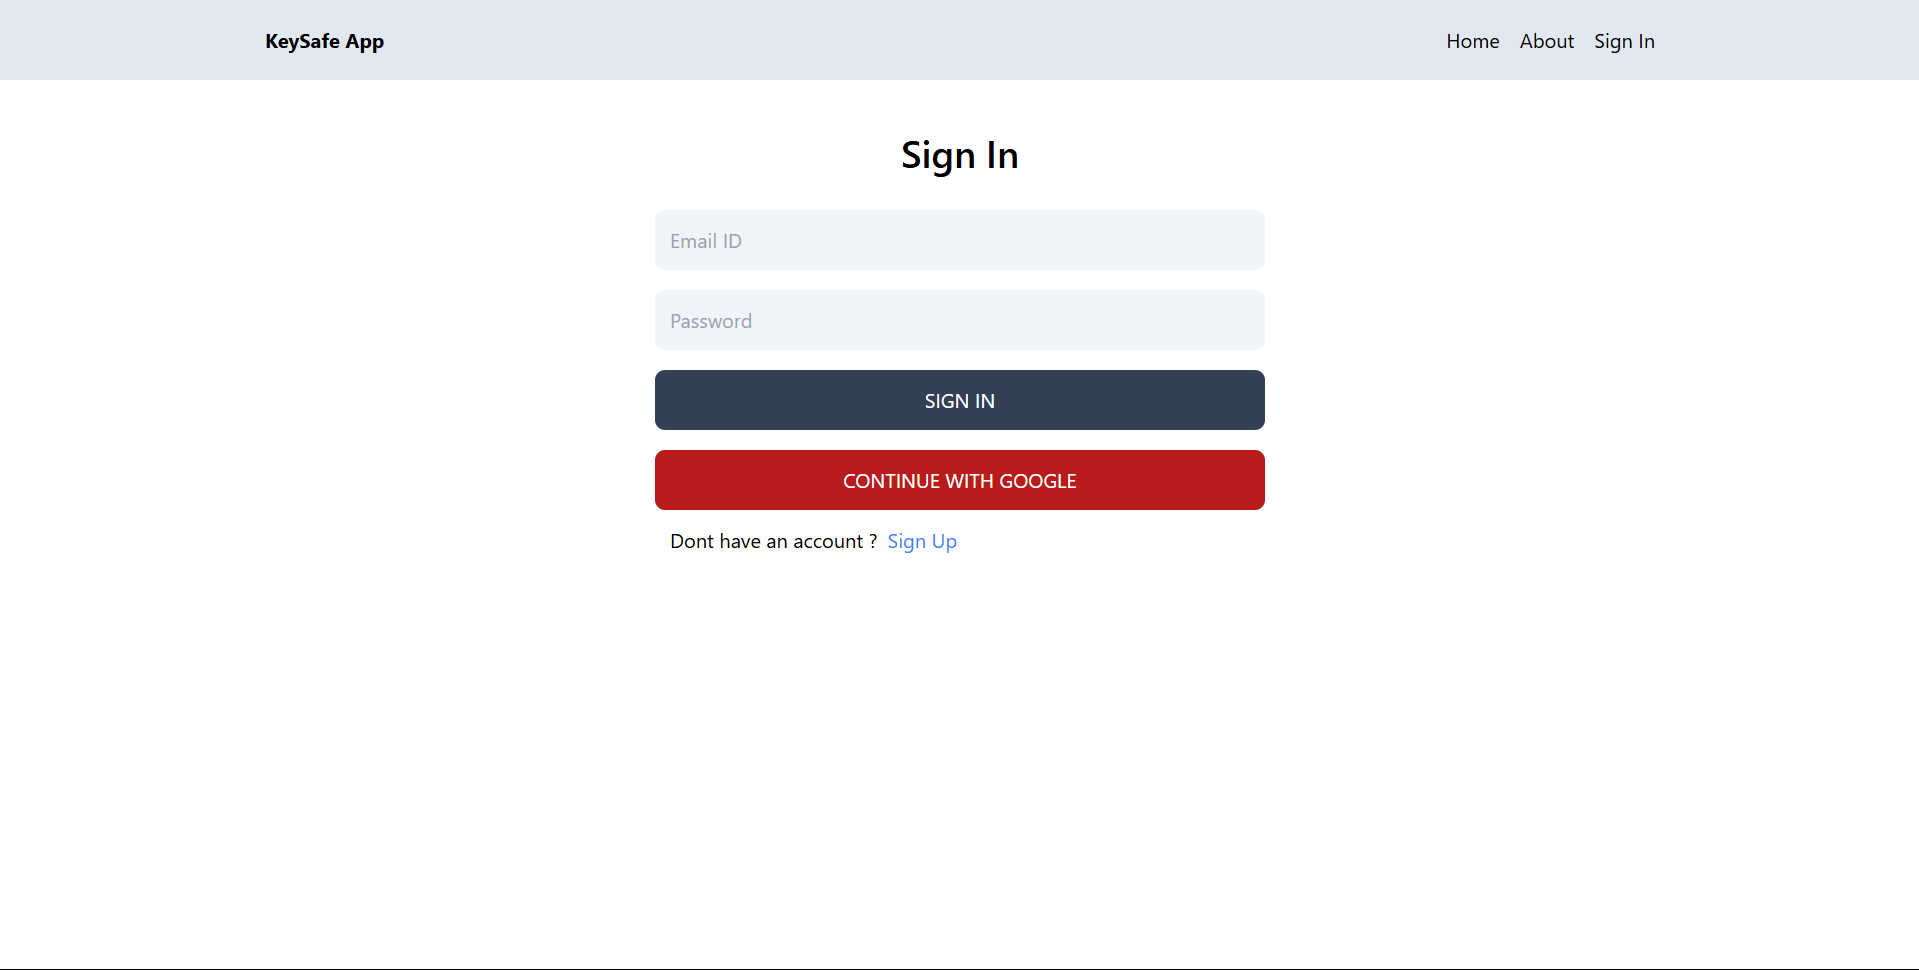 KeySafe App Home About Sign In
Sign In
Email ID
Password
SIGN IN
CONTINUE WITH GOOGLE
Dont have an account ? Sign Up